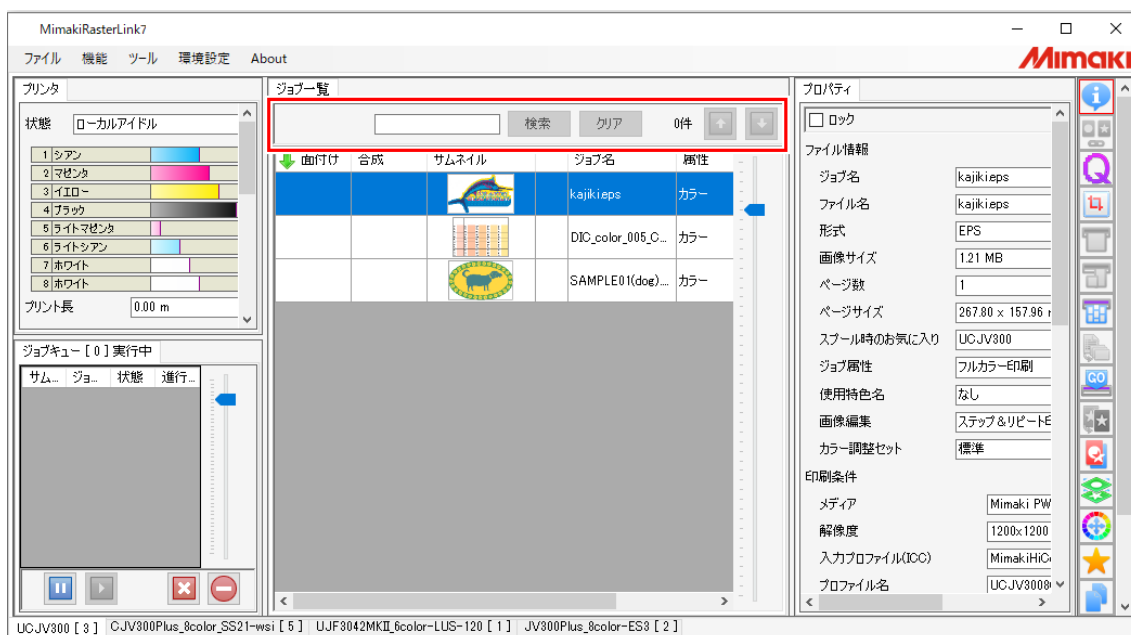 MimakiRasterLink7
ファイル 機能 ツール 環境設定 About
Mimaki
プリンタ
状態 ローカルアイドル
1 シアン
2 マゼンタ
3 イエロー
4 ブラック
5 ライトマゼンタ
6 ライトシアン
7 ホワイト
8 ホワイト
プリント長 0.00 m
ジョブキュー [ 0 ] 実行中
サム... ジョ... 状態 進行...
ジョブ一覧
検索 クリア 0件
面付け 合成 サムネイル ジョブ名 属性
kajiki.eps カラー
DIC_color_005_C... カラー
SAMPLE01(dog).... カラー
プロパティ
ロック
ファイル情報
ジョブ名 kajiki.eps
ファイル名 kajiki.eps
形式 EPS
画像サイズ 1.21 MB
ページ数 1
ページサイズ 267.80 x 157.96
スプール時のお気に入り UCJV300
ジョブ属性 フルカラー印刷
使用特色名 なし
画像編集 ステップ&リピート
カラー調整セット 標準
印刷条件
メディア Mimaki PW
解像度 1200x1200
入力プロファイル(ICC) MimakiHiC
プロファイル名 UCJV3008
GO
UCJV300 [ 3 ] CJV300Plus_8color_SS21-wsi [ 5 ] UJF3042MKII_6color-LUS-120 [ 1 ] JV300Plus_8color-ES3 [ 2 ]